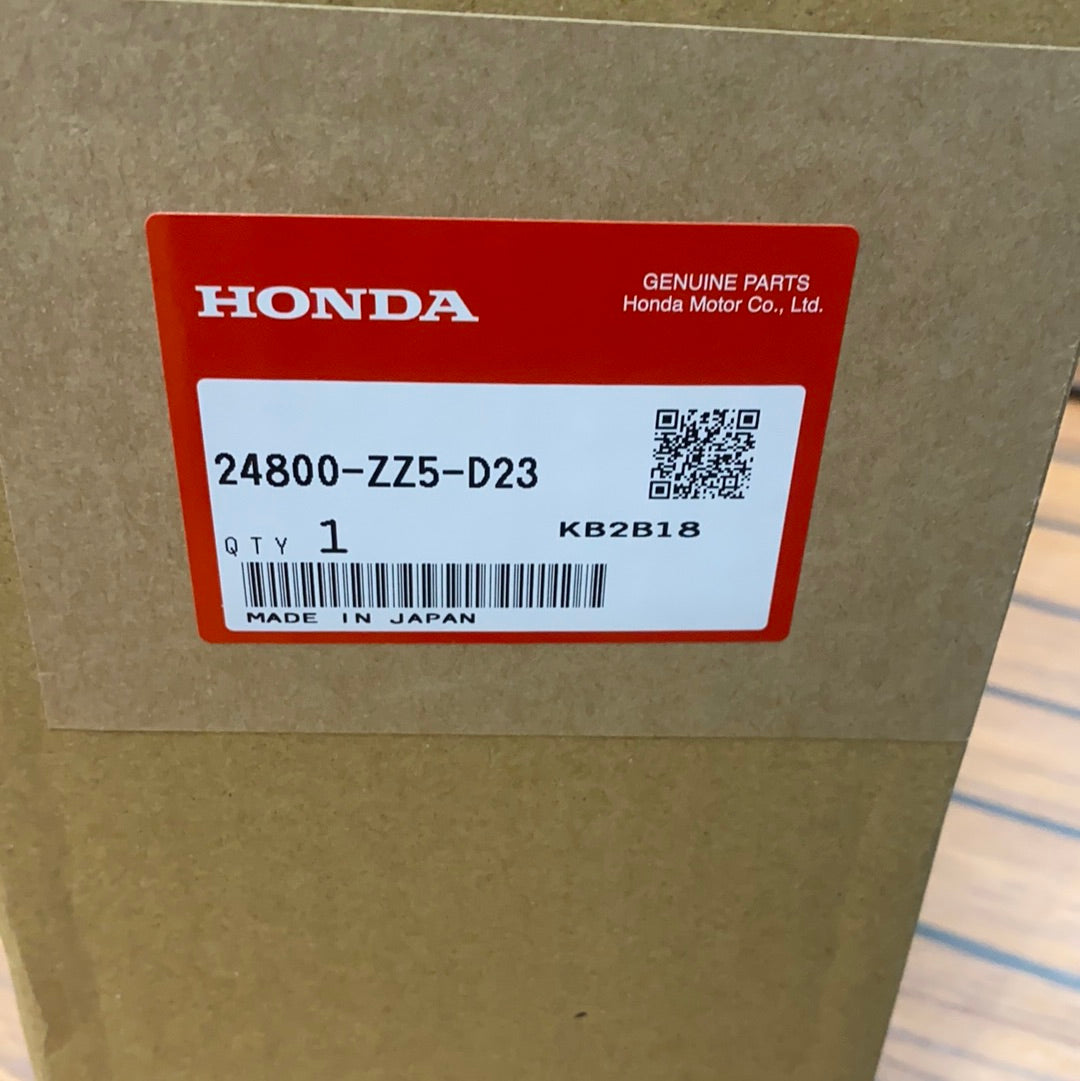 HONDA
GENUINE PARTS
Honda Motor Co., Ltd.
24800-ZZ5-D23
QTY 1
KB2B18
MADE IN JAPAN